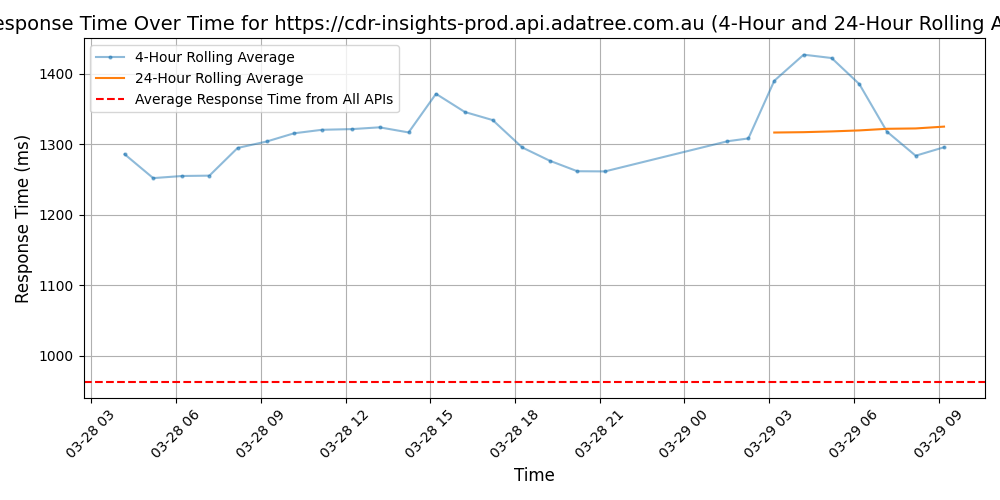 esponse Time Over Time for https://cdr-insights-prod.api.adatree.com.au (4-Hour and 24-Hour Rolling A
4-Hour Rolling Average
24-Hour Rolling Average
Average Response Time from All APIs
Response Time (ms)
1400
1300
1200
1100
1000
03-28 03
03-28 06
03-28 09
03-28 12
03-28 15
03-28 18
03-28 21
03-29 00
03-29 03
03-29 06
03-29 09
Time